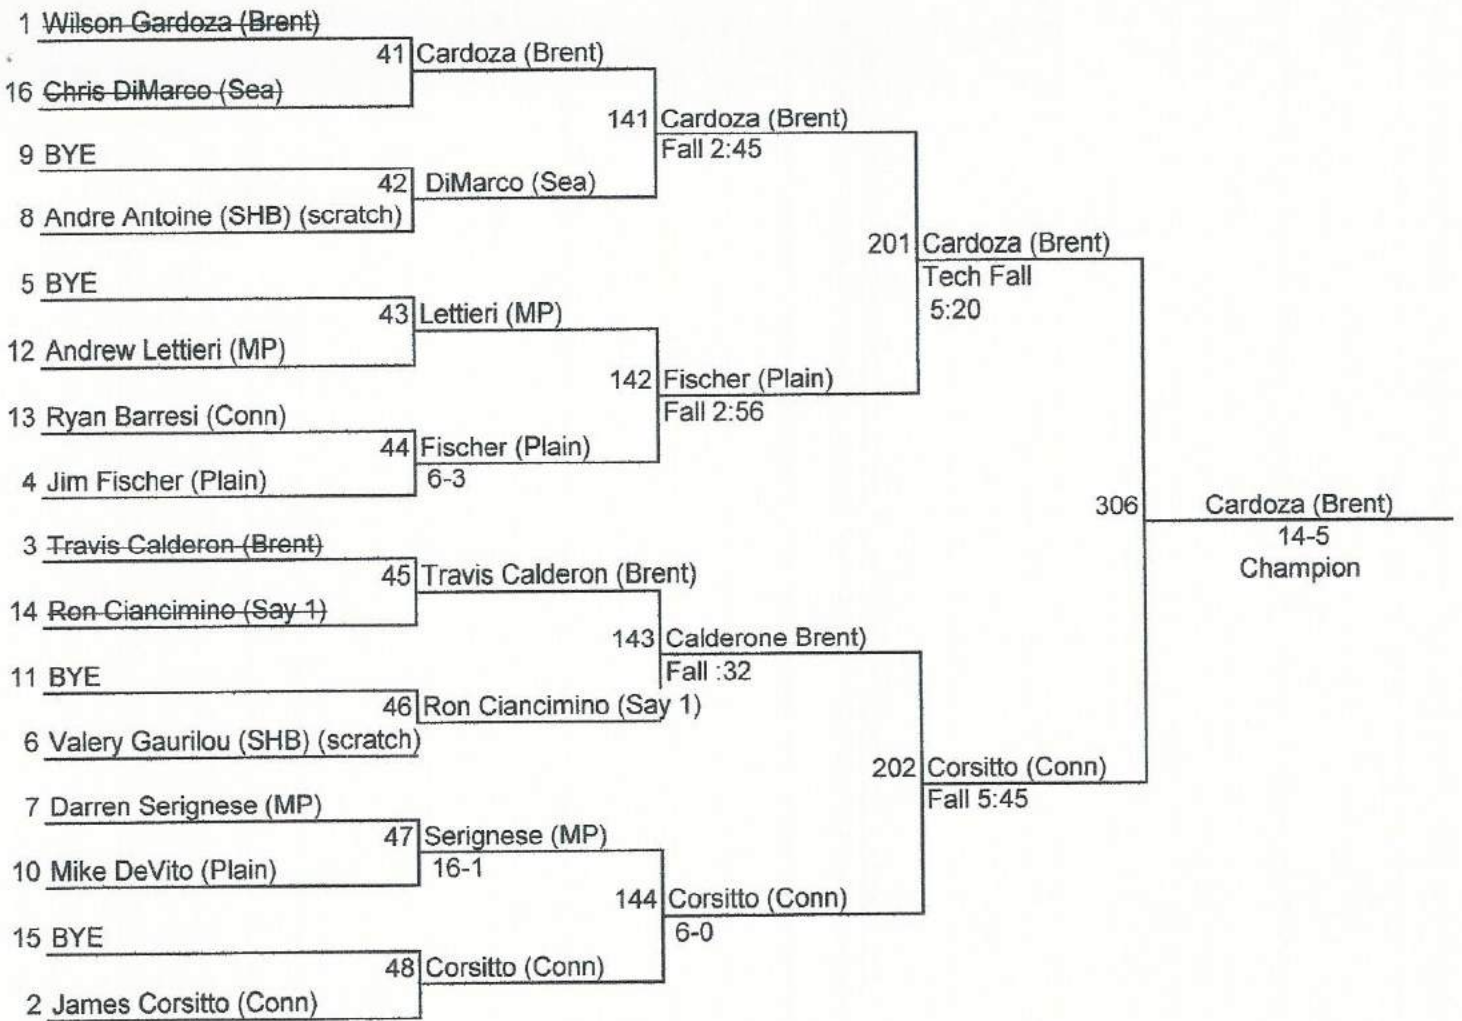 1 Wilson Gardoza (Brent)
41 Cardoza (Brent)
16 Chris DiMarco (Sea)
141 Cardoza (Brent)
Fall 2:45
9 BYE
42 DiMarco (Sea)
8 Andre Antoine (SHB) (scratch)
201 Cardoza (Brent)
Tech Fall
5:20
5 BYE
43 Lettieri (MP)
12 Andrew Lettieri (MP)
142 Fischer (Plain)
Fall 2:56
13 Ryan Barresi (Conn)
44 Fischer (Plain)
6-3
4 Jim Fischer (Plain)
306 Cardoza (Brent)
14-5
Champion
3 Travis Calderon (Brent)
45 Travis Calderon (Brent)
14 Ron Ciancimino (Say 1)
143 Calderone Brent)
Fall :32
11 BYE
46 Ron Ciancimino (Say 1)
6 Valery Gaurilou (SHB) (scratch)
202 Corsitto (Conn)
Fall 5:45
7 Darren Serignese (MP)
47 Serignese (MP)
16-1
10 Mike DeVito (Plain)
144 Corsitto (Conn)
6-0
15 BYE
48 Corsitto (Conn)
2 James Corsitto (Conn)